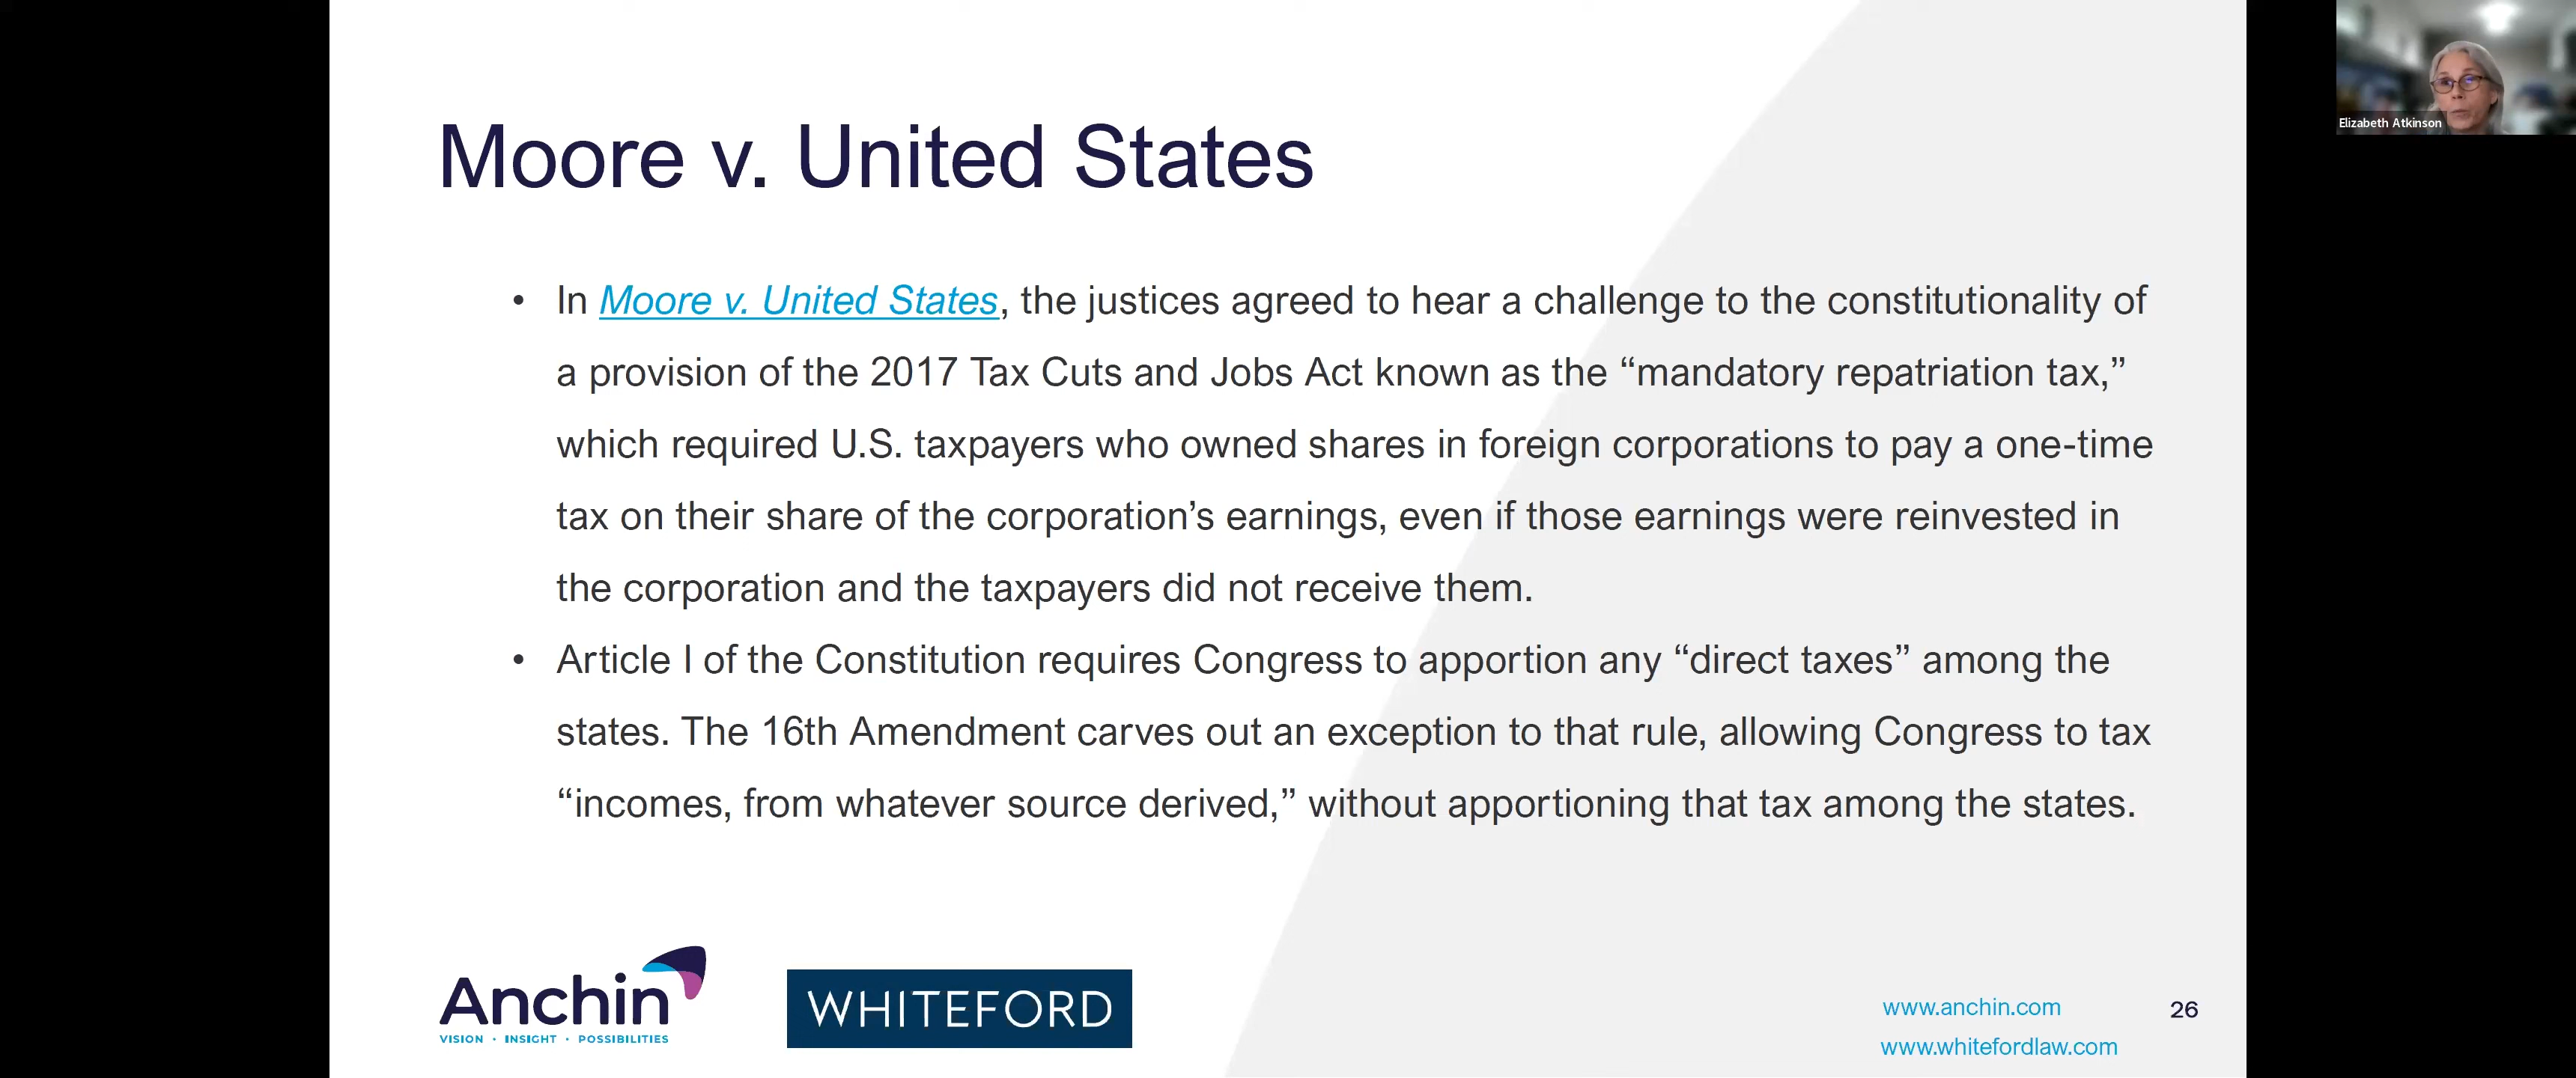 Elizabeth Atkinson
Moore v. United States
• In Moore v. United States, the justices agreed to hear a challenge to the constitutionality of
a provision of the 2017 Tax Cuts and Jobs Act known as the “mandatory repatriation tax,”
which required U.S. taxpayers who owned shares in foreign corporations to pay a one-time
tax on their share of the corporation’s earnings, even if those earnings were reinvested in
the corporation and the taxpayers did not receive them.
• Article I of the Constitution requires Congress to apportion any “direct taxes” among the
states. The 16th Amendment carves out an exception to that rule, allowing Congress to tax
“incomes, from whatever source derived,” without apportioning that tax among the states.
Anchin
VISION · INSIGHT · POSSIBILITIES
WHITEFORD
www.anchin.com
www.whitefordlaw.com
26